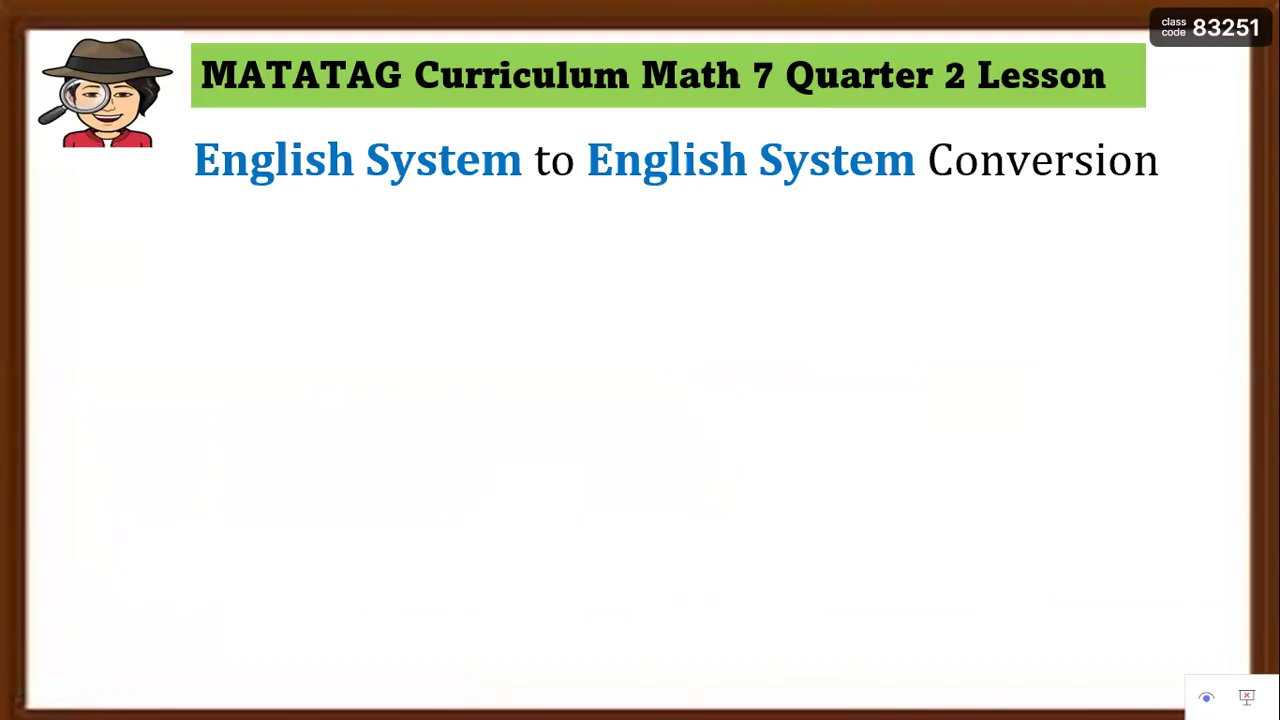 class code 83251
MATATAG Curriculum Math 7 Quarter 2 Lesson
English System to English System Conversion